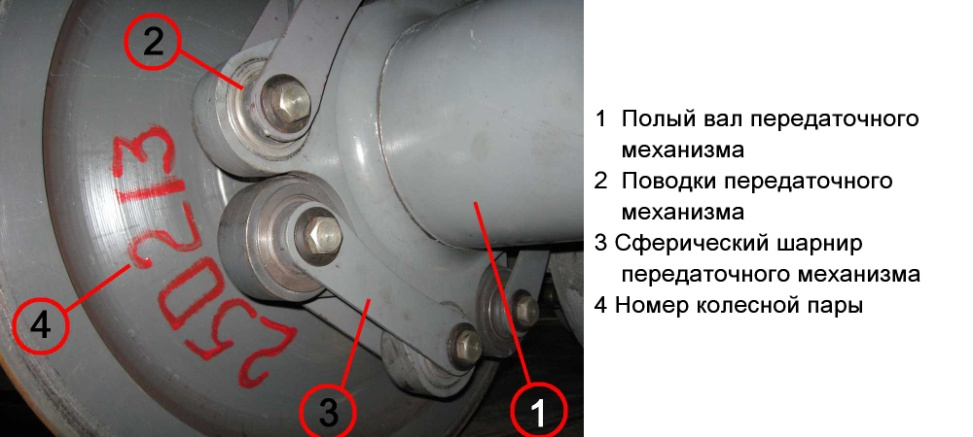 2
250213
4
3
1
1 Полый вал передаточного
механизма
2 Поводки передаточного
механизма
3 Сферический шарнир
передаточного механизма
4 Номер колесной пары